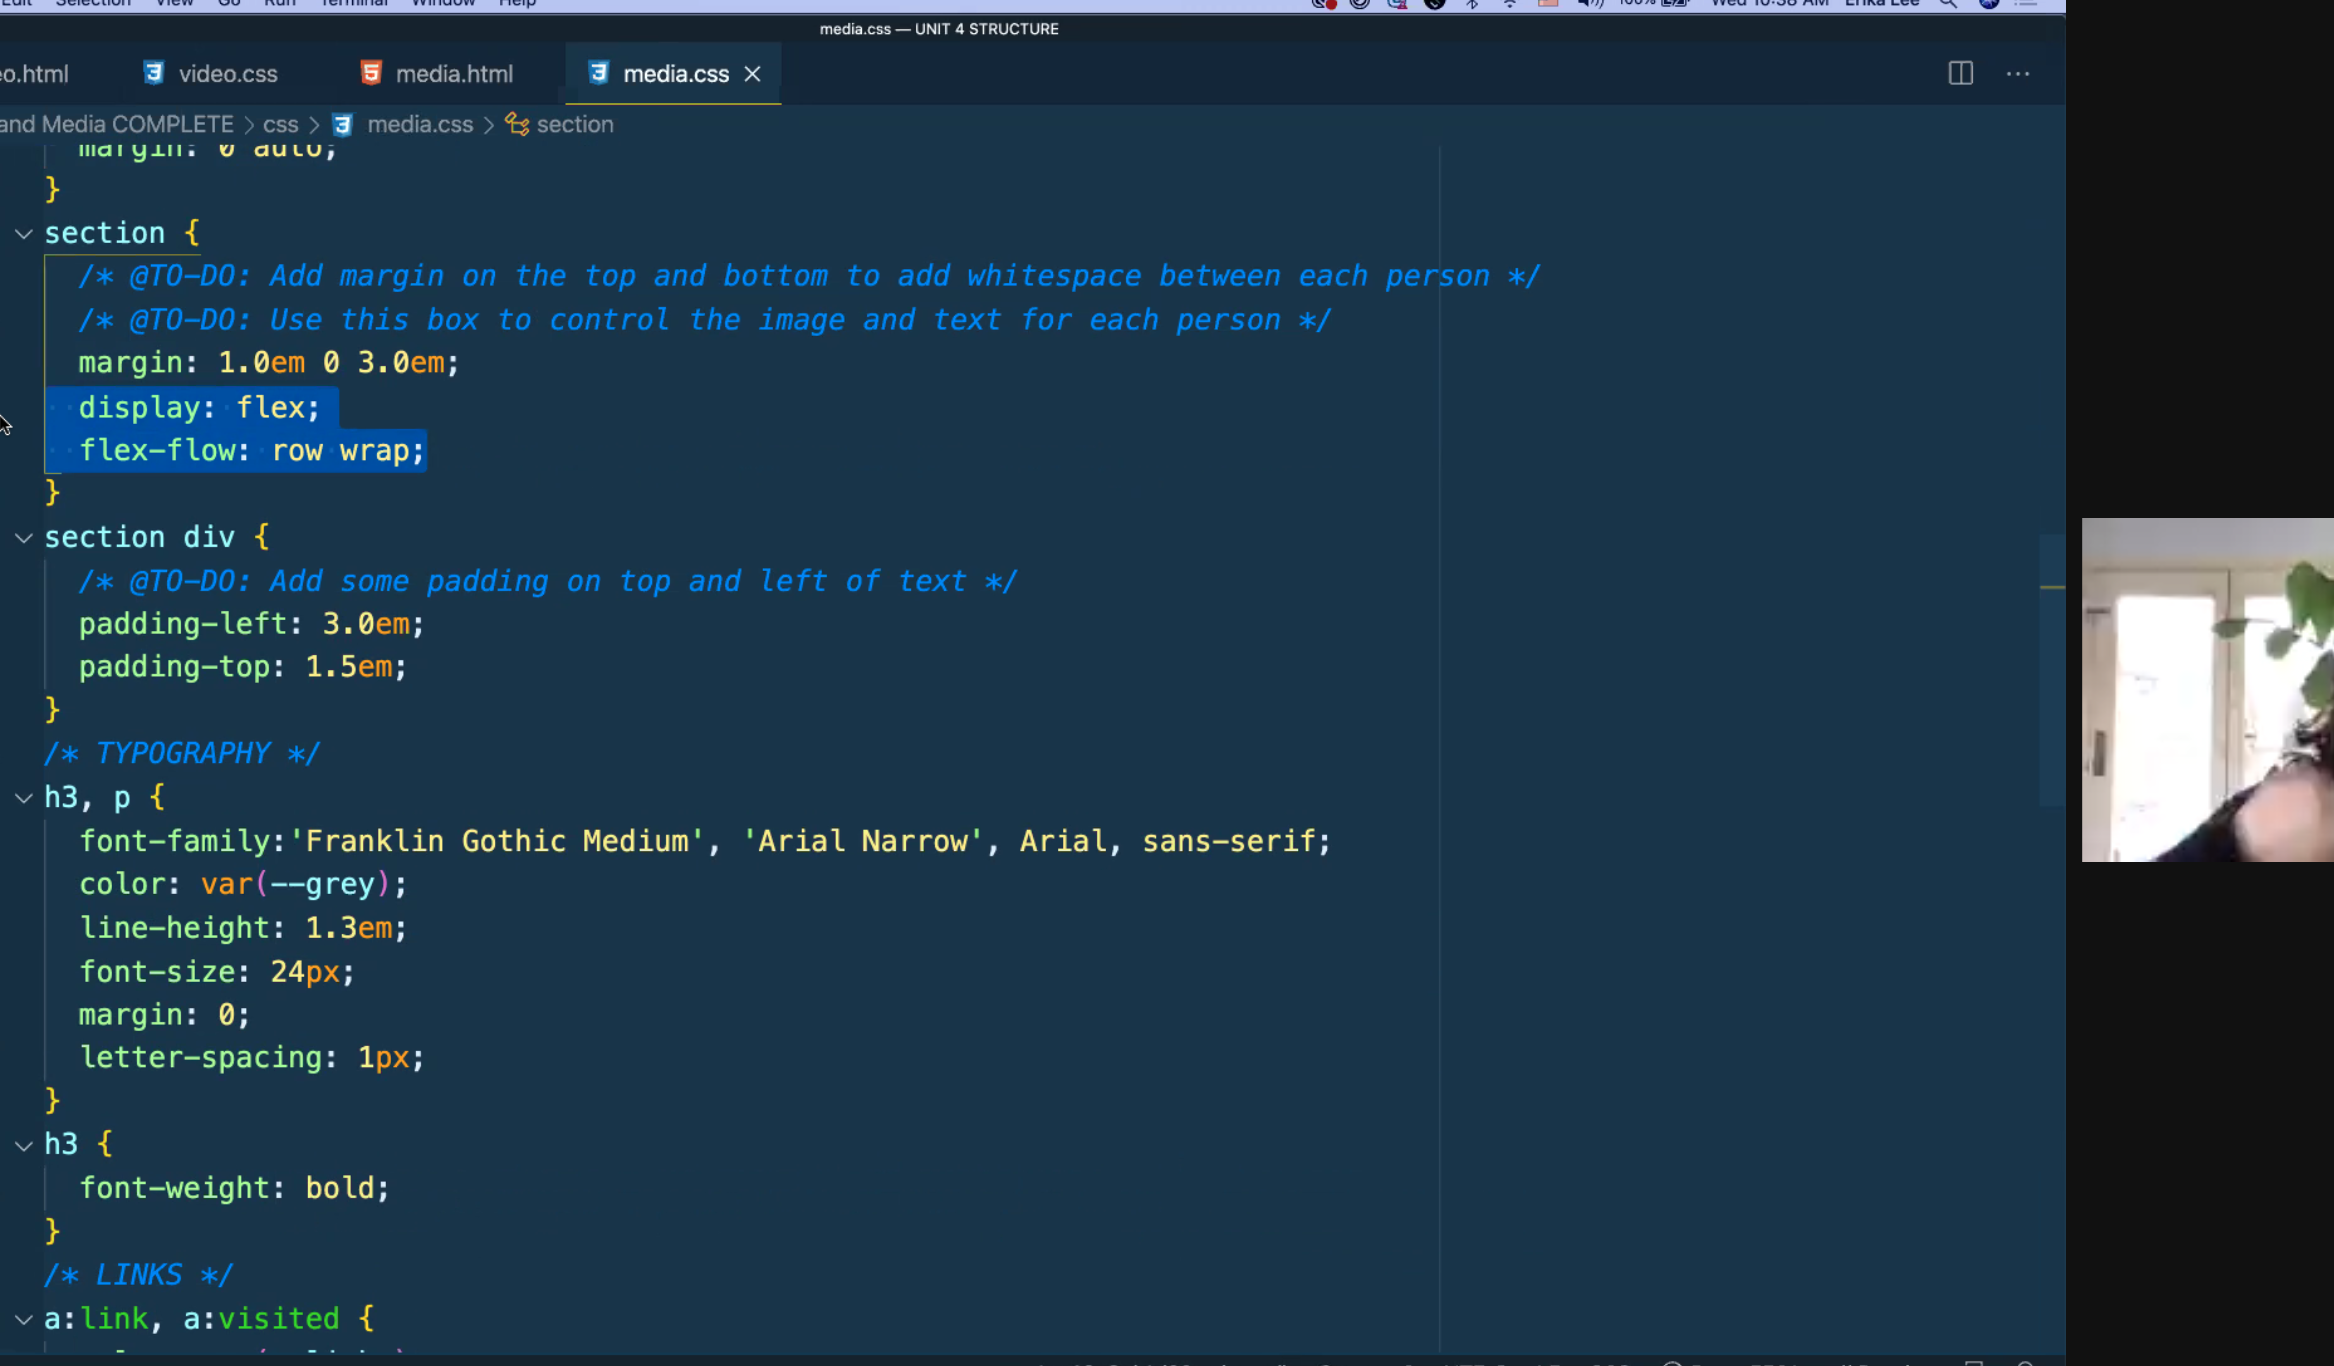 Edit Selection View Go Run Terminal Window Help 100% Wed 10:38 AM Erika Lee
media.css — UNIT 4 STRUCTURE
eo.html video.css media.html media.css
and Media COMPLETE > css > media.css > section
margin: 0 auto;
}
section {
/* @TO-DO: Add margin on the top and bottom to add whitespace between each person */
/* @TO-DO: Use this box to control the image and text for each person */
margin: 1.0em 0 3.0em;
display: flex;
flex-flow: row wrap;
}
section div {
/* @TO-DO: Add some padding on top and left of text */
padding-left: 3.0em;
padding-top: 1.5em;
}
/* TYPOGRAPHY */
h3, p {
font-family:'Franklin Gothic Medium', 'Arial Narrow', Arial, sans-serif;
color: var(--grey);
line-height: 1.3em;
font-size: 24px;
margin: 0;
letter-spacing: 1px;
}
h3 {
font-weight: bold;
}
/* LINKS */
a:link, a:visited {